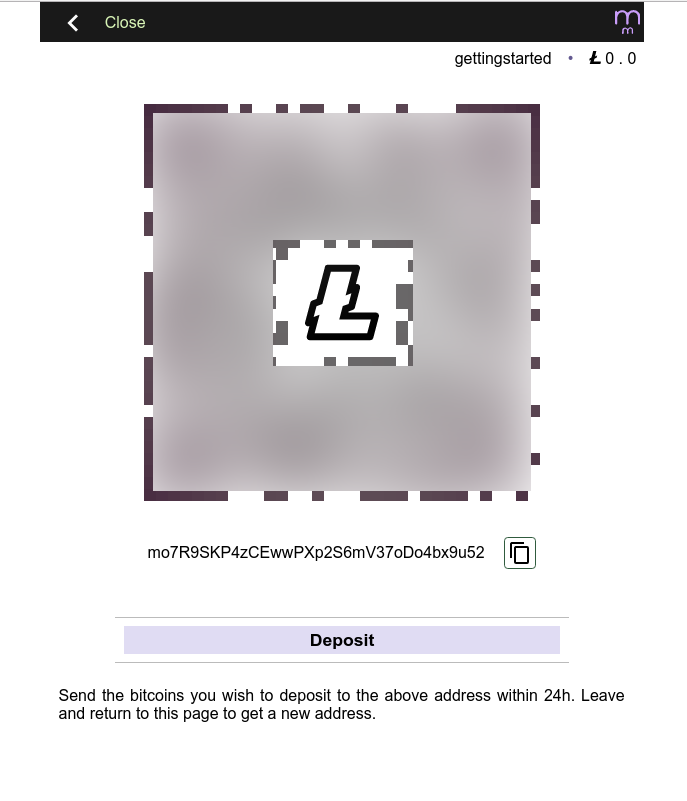 Close
m
m
gettingstarted • Ł 0 . 0
Ł
mo7R9SKP4zCEwwPXp2S6mV37oDo4bx9u52
Deposit
Send the bitcoins you wish to deposit to the above address within 24h. Leave
and return to this page to get a new address.